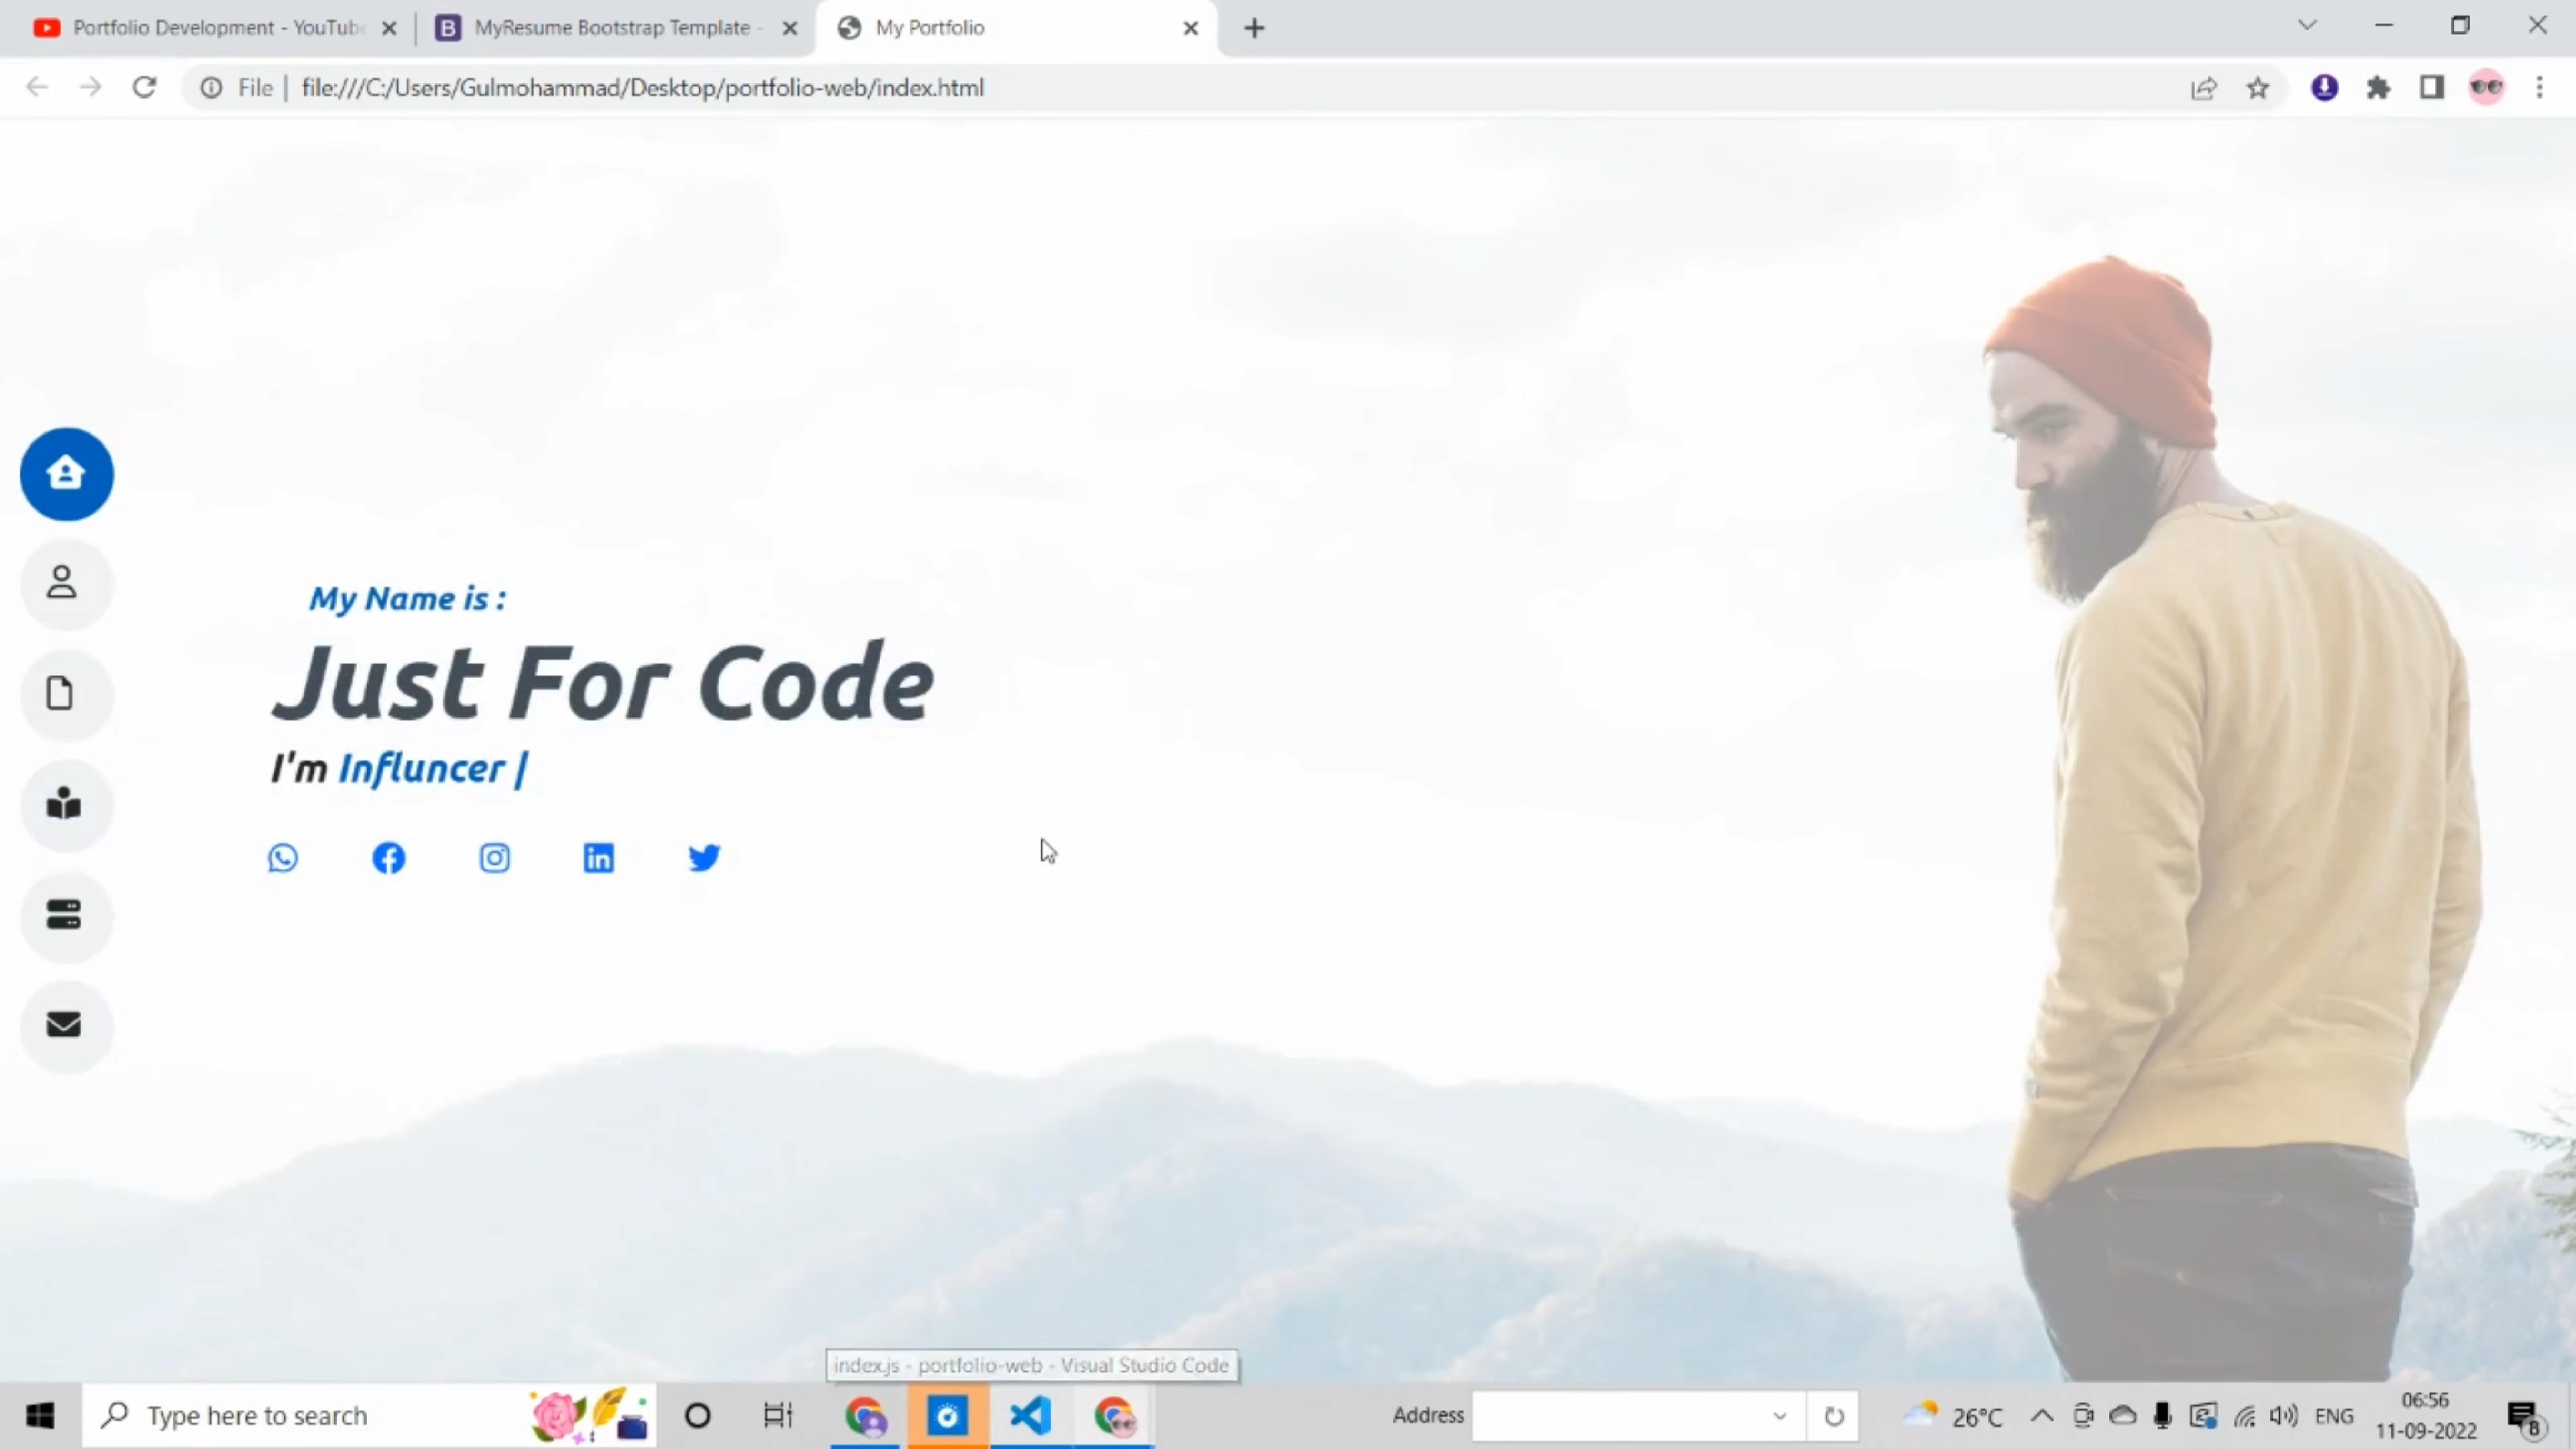 Portfolio Development - YouTube
MyResume Bootstrap Template -
My Portfolio
File
file:///C:/Users/Gulmohammad/Desktop/portfolio-web/index.html
My Name is :
Just For Code
I'm Influncer |
index.js - portfolio-web - Visual Studio Code
Type here to search
Address
26°C
ENG
06:56
11-09-2022
8